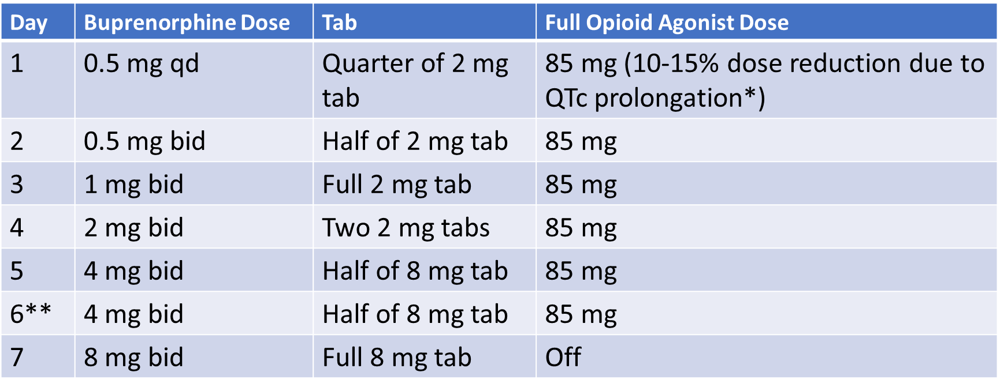 Day Buprenorphine Dose Tab Full Opioid Agonist Dose
1 0.5 mg qd Quarter of 2 mg tab 85 mg (10-15% dose reduction due to QTc prolongation*)
2 0.5 mg bid Half of 2 mg tab 85 mg
3 1 mg bid Full 2 mg tab 85 mg
4 2 mg bid Two 2 mg tabs 85 mg
5 4 mg bid Half of 8 mg tab 85 mg
6** 4 mg bid Half of 8 mg tab 85 mg
7 8 mg bid Full 8 mg tab Off